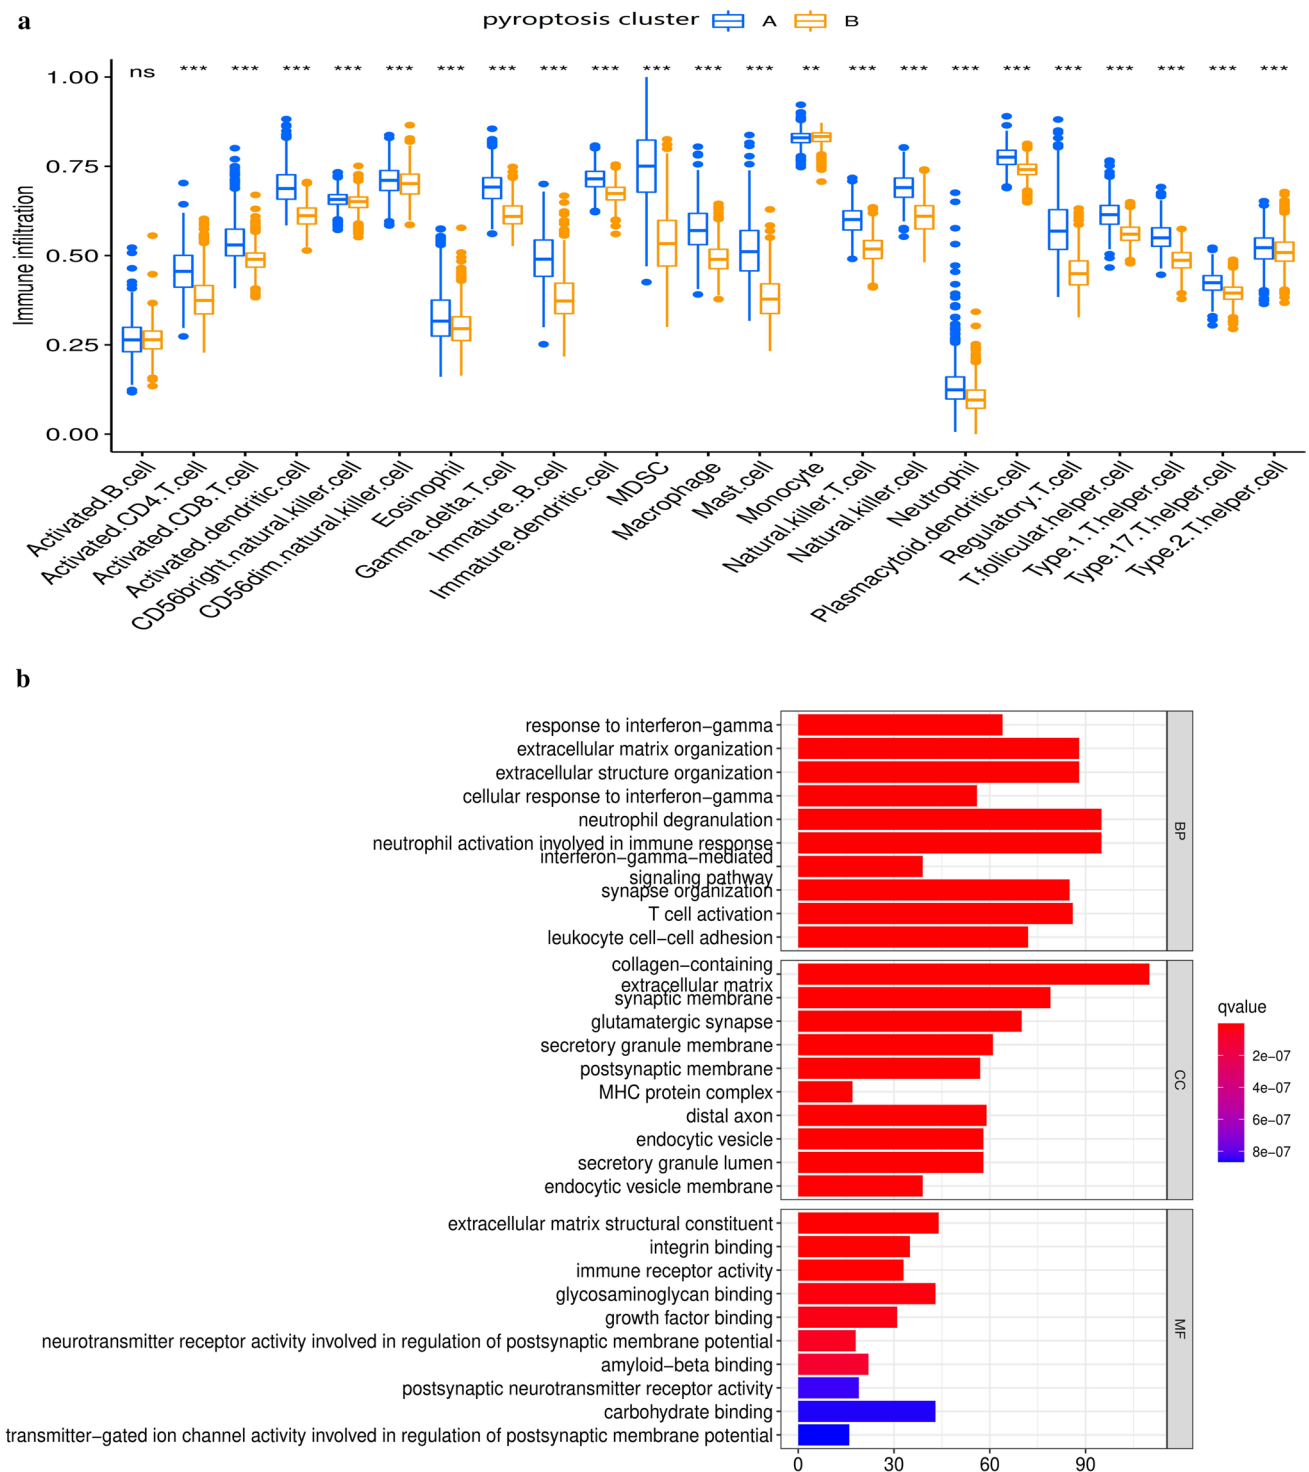 a
pyroptosis cluster A B
ns *** *** *** *** *** *** *** *** *** *** *** *** ** *** *** *** *** *** *** *** *** ***
Immune infiltration
1.00
0.75
0.50
0.25
0.00
Activated.B.cell
Activated.CD4.T.cell
Activated.CD8.T.cell
Activated.dendritic.cell
CD56bright.natural.killer.cell
CD56dim.natural.killer.cell
Eosinophil
Gamma.delta.T.cell
Immature.B.cell
Immature.dendritic.cell
MDSC
Macrophage
Mast.cell
Monocyte
Natural.killer.T.cell
Natural.killer.cell
Neutrophil
Plasmacytoid.dendritic.cell
Regulatory.T.cell
T.follicular.helper.cell
Type.1.T.helper.cell
Type.17.T.helper.cell
Type.2.T.helper.cell
b
response to interferon−gamma
extracellular matrix organization
extracellular structure organization
cellular response to interferon−gamma
neutrophil degranulation
neutrophil activation involved in immune response
interferon−gamma−mediated
signaling pathway
synapse organization
T cell activation
leukocyte cell−cell adhesion
BP
collagen−containing
extracellular matrix
synaptic membrane
glutamatergic synapse
secretory granule membrane
postsynaptic membrane
MHC protein complex
distal axon
endocytic vesicle
secretory granule lumen
endocytic vesicle membrane
CC
extracellular matrix structural constituent
integrin binding
immune receptor activity
glycosaminoglycan binding
growth factor binding
neurotransmitter receptor activity involved in regulation of postsynaptic membrane potential
amyloid−beta binding
postsynaptic neurotransmitter receptor activity
carbohydrate binding
transmitter−gated ion channel activity involved in regulation of postsynaptic membrane potential
MF
0 30 60 90
qvalue
2e−07
4e−07
6e−07
8e−07